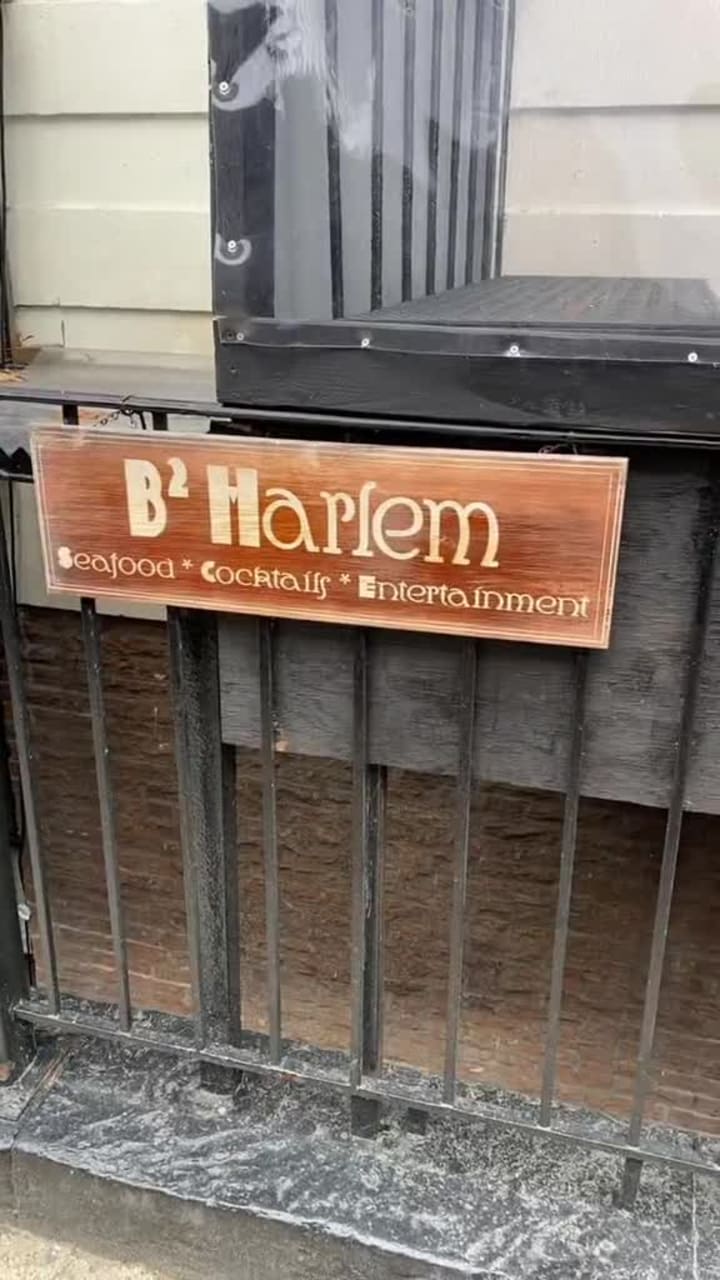 B² Harlem
Seafood * Cocktails * Entertainment